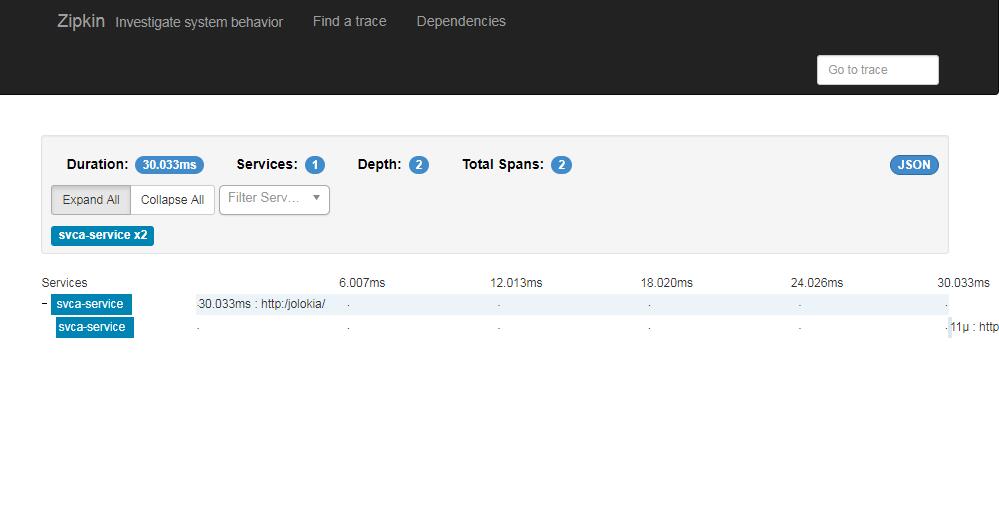 Zipkin Investigate system behavior Find a trace Dependencies
Go to trace
Duration: 30.033ms Services: 1 Depth: 2 Total Spans: 2 JSON
Expand All Collapse All Filter Serv...
svca-service x2
Services 6.007ms 12.013ms 18.020ms 24.026ms 30.033ms
- svca-service 30.033ms : http:/jolokia/
svca-service 11μ : http